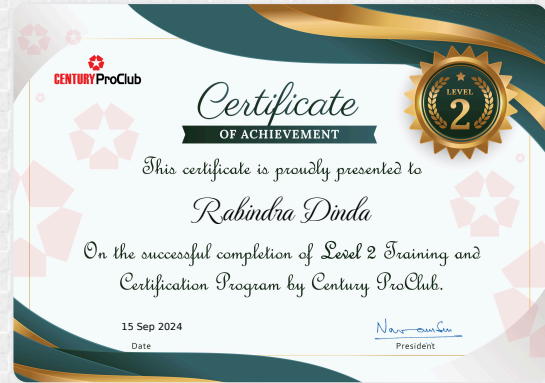 CENTURY ProClub
Certificate
OF ACHIEVEMENT
LEVEL
2
This certificate is proudly presented to
Rabindra Dinda
On the successful completion of Level 2 Training and
Certification Program by Century ProClub.
15 Sep 2024
Date
President